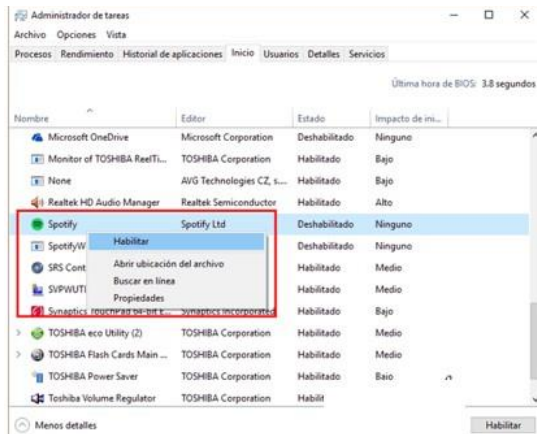 Administrador de tareas
Archivo Opciones Vista
Procesos Rendimiento Historial de aplicaciones Inicio Usuarios Detalles Servicios
Última hora de BIOS: 3.8 segundos
Nombre Editor Estado Impacto de ini...
Microsoft OneDrive Microsoft Corporation Deshabilitado Ninguno
Monitor of TOSHIBA ReelTi... TOSHIBA Corporation Habilitado Bajo
None AVG Technologies CZ, s.... Habilitado Bajo
Realtek HD Audio Manager Realtek Semiconductor Habilitado Alto
Spotify Spotify Ltd Deshabilitado Ninguno
SpotifyW Deshabilitado Ninguno
Habilitar
SRS Cont Habilitado Medio
Abrir ubicación del archivo
Buscar en línea
SVPWUTI Habilitado Medio
Propiedades
Synaptics TouchPad 64-bit E... Synaptics Incorporated Habilitado Bajo
TOSHIBA eco Utility (2) TOSHIBA Corporation Habilitado Medio
TOSHIBA Flash Cards Main ... TOSHIBA Corporation Habilitado Medio
TOSHIBA Power Saver TOSHIBA Corporation Habilitado Bajo
Toshiba Volume Regulator TOSHIBA Corporation Habilit
Menos detalles Habilitar